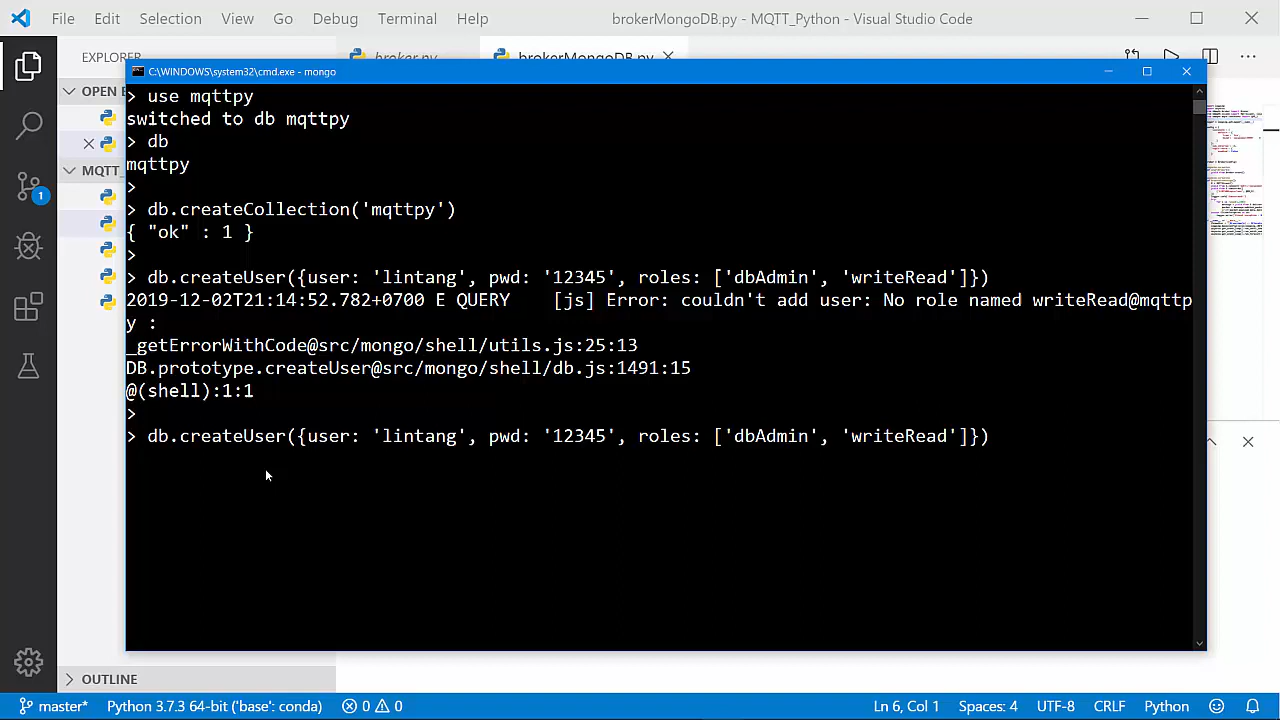 File Edit Selection View Go Debug Terminal Help brokerMongoDB.py - MQTT_Python - Visual Studio Code
EXPLORER broker.py brokerMongoDB.py
C:\WINDOWS\system32\cmd.exe - mongo
OPEN E
MQTT_
1
> use mqttpy
switched to db mqttpy
> db
mqttpy
>
> db.createCollection('mqttpy')
{ "ok" : 1 }
>
> db.createUser({user: 'lintang', pwd: '12345', roles: ['dbAdmin', 'writeRead']})
2019-12-02T21:14:52.782+0700 E QUERY    [js] Error: couldn't add user: No role named writeRead@mqttp
y :
_getErrorWithCode@src/mongo/shell/utils.js:25:13
DB.prototype.createUser@src/mongo/shell/db.js:1491:15
@(shell):1:1
>
> db.createUser({user: 'lintang', pwd: '12345', roles: ['dbAdmin', 'writeRead']})
OUTLINE
master* Python 3.7.3 64-bit ('base': conda) 0 0 Ln 6, Col 1 Spaces: 4 UTF-8 CRLF Python